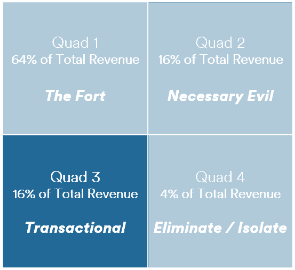 Quad 1
64% of Total Revenue
The Fort
Quad 2
16% of Total Revenue
Necessary Evil
Quad 3
16% of Total Revenue
Transactional
Quad 4
4% of Total Revenue
Eliminate / Isolate